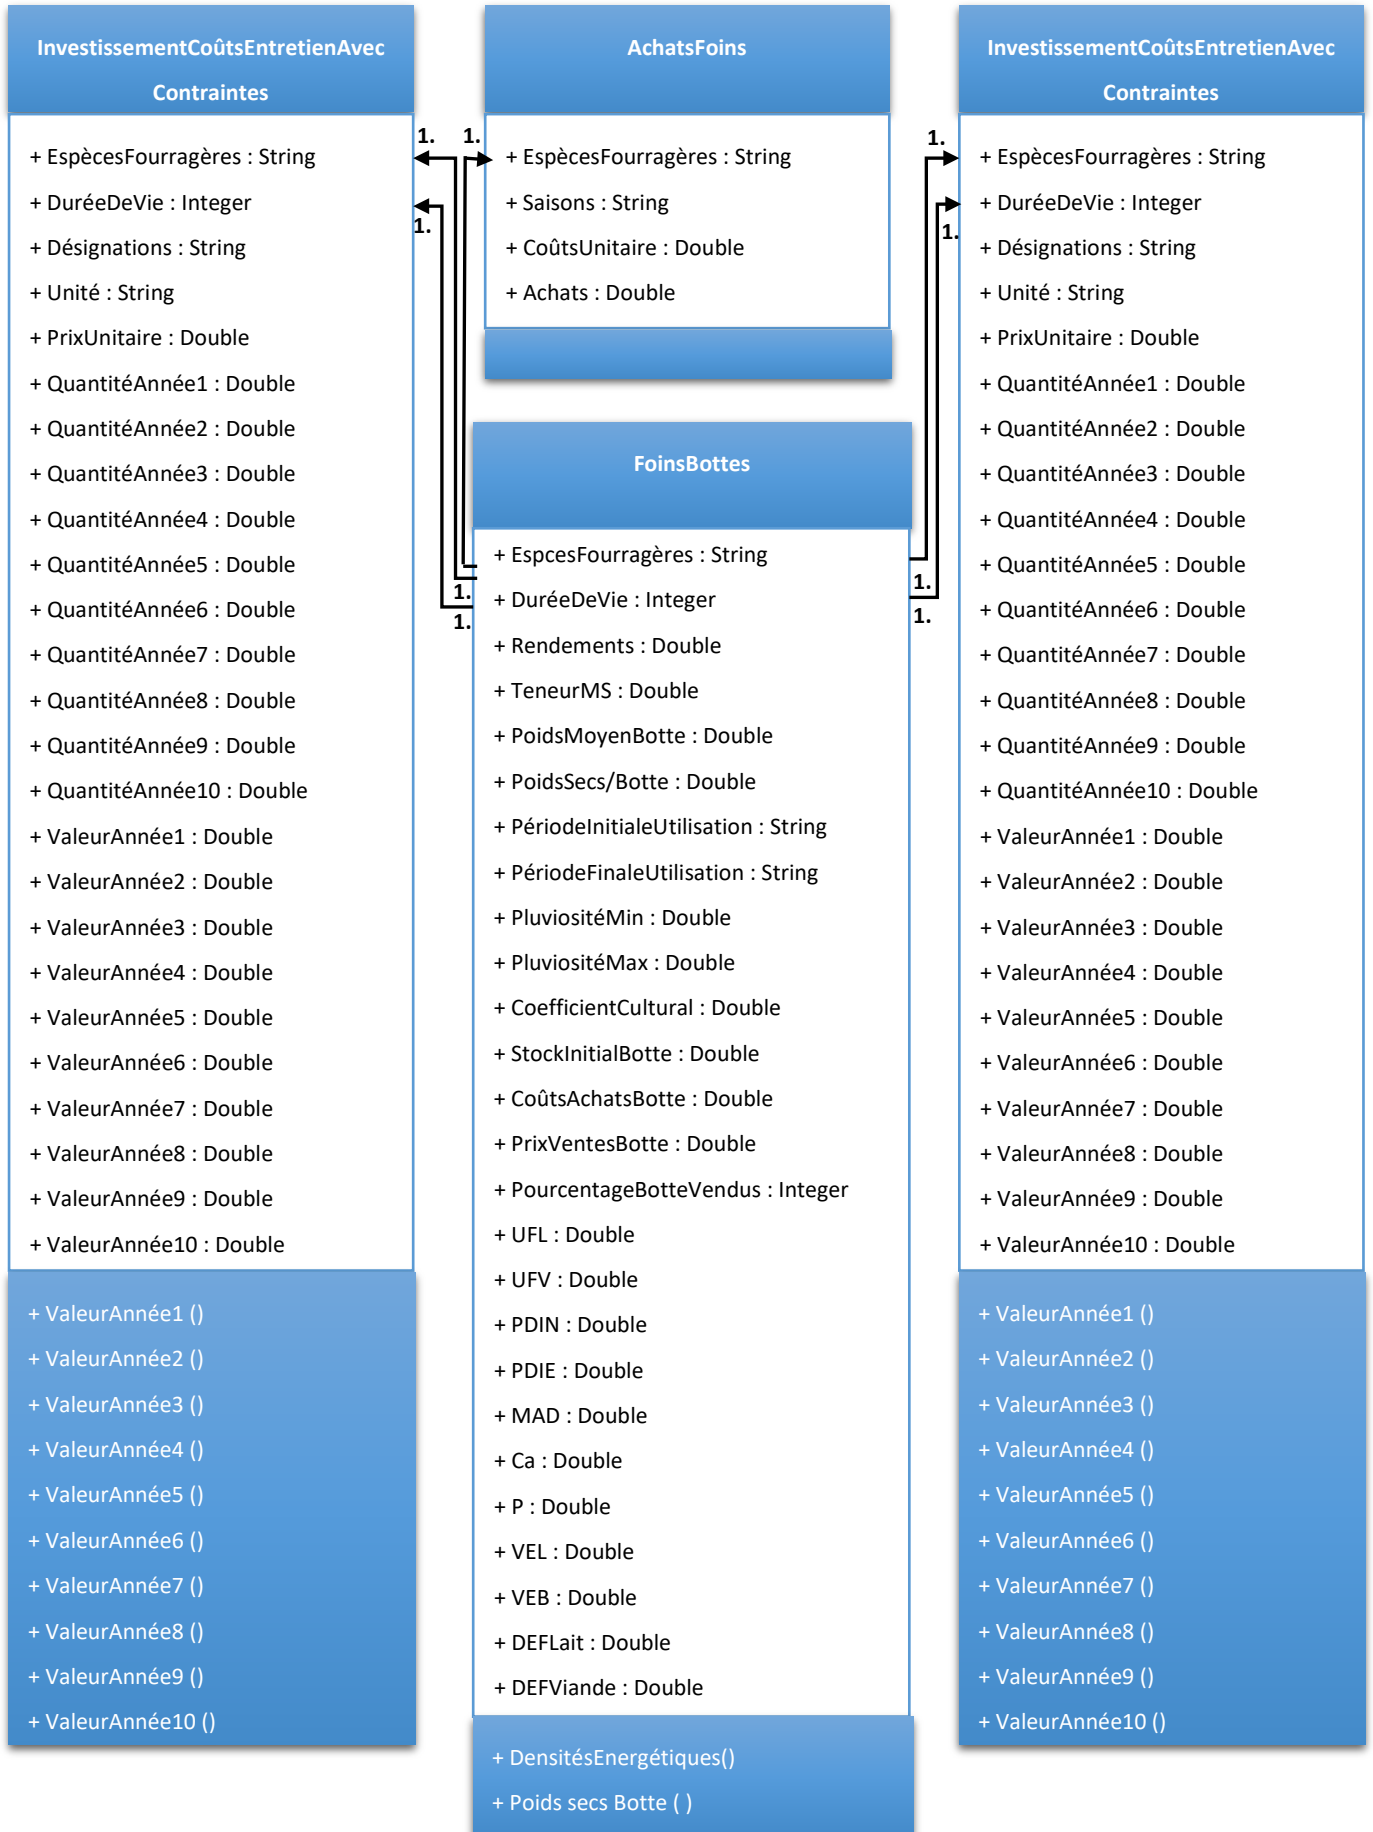 InvestissementCoûtsEntretienAvec
Contraintes
+ EspècesFourragères : String
+ DuréeDeVie : Integer
+ Désignations : String
+ Unité : String
+ PrixUnitaire : Double
+ QuantitéAnnée1 : Double
+ QuantitéAnnée2 : Double
+ QuantitéAnnée3 : Double
+ QuantitéAnnée4 : Double
+ QuantitéAnnée5 : Double
+ QuantitéAnnée6 : Double
+ QuantitéAnnée7 : Double
+ QuantitéAnnée8 : Double
+ QuantitéAnnée9 : Double
+ QuantitéAnnée10 : Double
+ ValeurAnnée1 : Double
+ ValeurAnnée2 : Double
+ ValeurAnnée3 : Double
+ ValeurAnnée4 : Double
+ ValeurAnnée5 : Double
+ ValeurAnnée6 : Double
+ ValeurAnnée7 : Double
+ ValeurAnnée8 : Double
+ ValeurAnnée9 : Double
+ ValeurAnnée10 : Double
+ ValeurAnnée1 ()
+ ValeurAnnée2 ()
+ ValeurAnnée3 ()
+ ValeurAnnée4 ()
+ ValeurAnnée5 ()
+ ValeurAnnée6 ()
+ ValeurAnnée7 ()
+ ValeurAnnée8 ()
+ ValeurAnnée9 ()
+ ValeurAnnée10 ()
1.
1.
1.
1.
1.
AchatsFoins
+ EspècesFourragères : String
+ Saisons : String
+ CoûtsUnitaire : Double
+ Achats : Double
FoinsBottes
+ EspcesFourragères : String
+ DuréeDeVie : Integer
+ Rendements : Double
+ TeneurMS : Double
+ PoidsMoyenBotte : Double
+ PoidsSecs/Botte : Double
+ PériodeInitialeUtilisation : String
+ PériodeFinaleUtilisation : String
+ PluviositéMin : Double
+ PluviositéMax : Double
+ CoefficientCultural : Double
+ StockInitialBotte : Double
+ CoûtsAchatsBotte : Double
+ PrixVentesBotte : Double
+ PourcentageBotteVendus : Integer
+ UFL : Double
+ UFV : Double
+ PDIN : Double
+ PDIE : Double
+ MAD : Double
+ Ca : Double
+ P : Double
+ VEL : Double
+ VEB : Double
+ DEFLait : Double
+ DEFViande : Double
+ DensitésEnergétiques()
+ Poids secs Botte ( )
1.
1.
1.
1.
InvestissementCoûtsEntretienAvec
Contraintes
+ EspècesFourragères : String
+ DuréeDeVie : Integer
+ Désignations : String
+ Unité : String
+ PrixUnitaire : Double
+ QuantitéAnnée1 : Double
+ QuantitéAnnée2 : Double
+ QuantitéAnnée3 : Double
+ QuantitéAnnée4 : Double
+ QuantitéAnnée5 : Double
+ QuantitéAnnée6 : Double
+ QuantitéAnnée7 : Double
+ QuantitéAnnée8 : Double
+ QuantitéAnnée9 : Double
+ QuantitéAnnée10 : Double
+ ValeurAnnée1 : Double
+ ValeurAnnée2 : Double
+ ValeurAnnée3 : Double
+ ValeurAnnée4 : Double
+ ValeurAnnée5 : Double
+ ValeurAnnée6 : Double
+ ValeurAnnée7 : Double
+ ValeurAnnée8 : Double
+ ValeurAnnée9 : Double
+ ValeurAnnée10 : Double
+ ValeurAnnée1 ()
+ ValeurAnnée2 ()
+ ValeurAnnée3 ()
+ ValeurAnnée4 ()
+ ValeurAnnée5 ()
+ ValeurAnnée6 ()
+ ValeurAnnée7 ()
+ ValeurAnnée8 ()
+ ValeurAnnée9 ()
+ ValeurAnnée10 ()